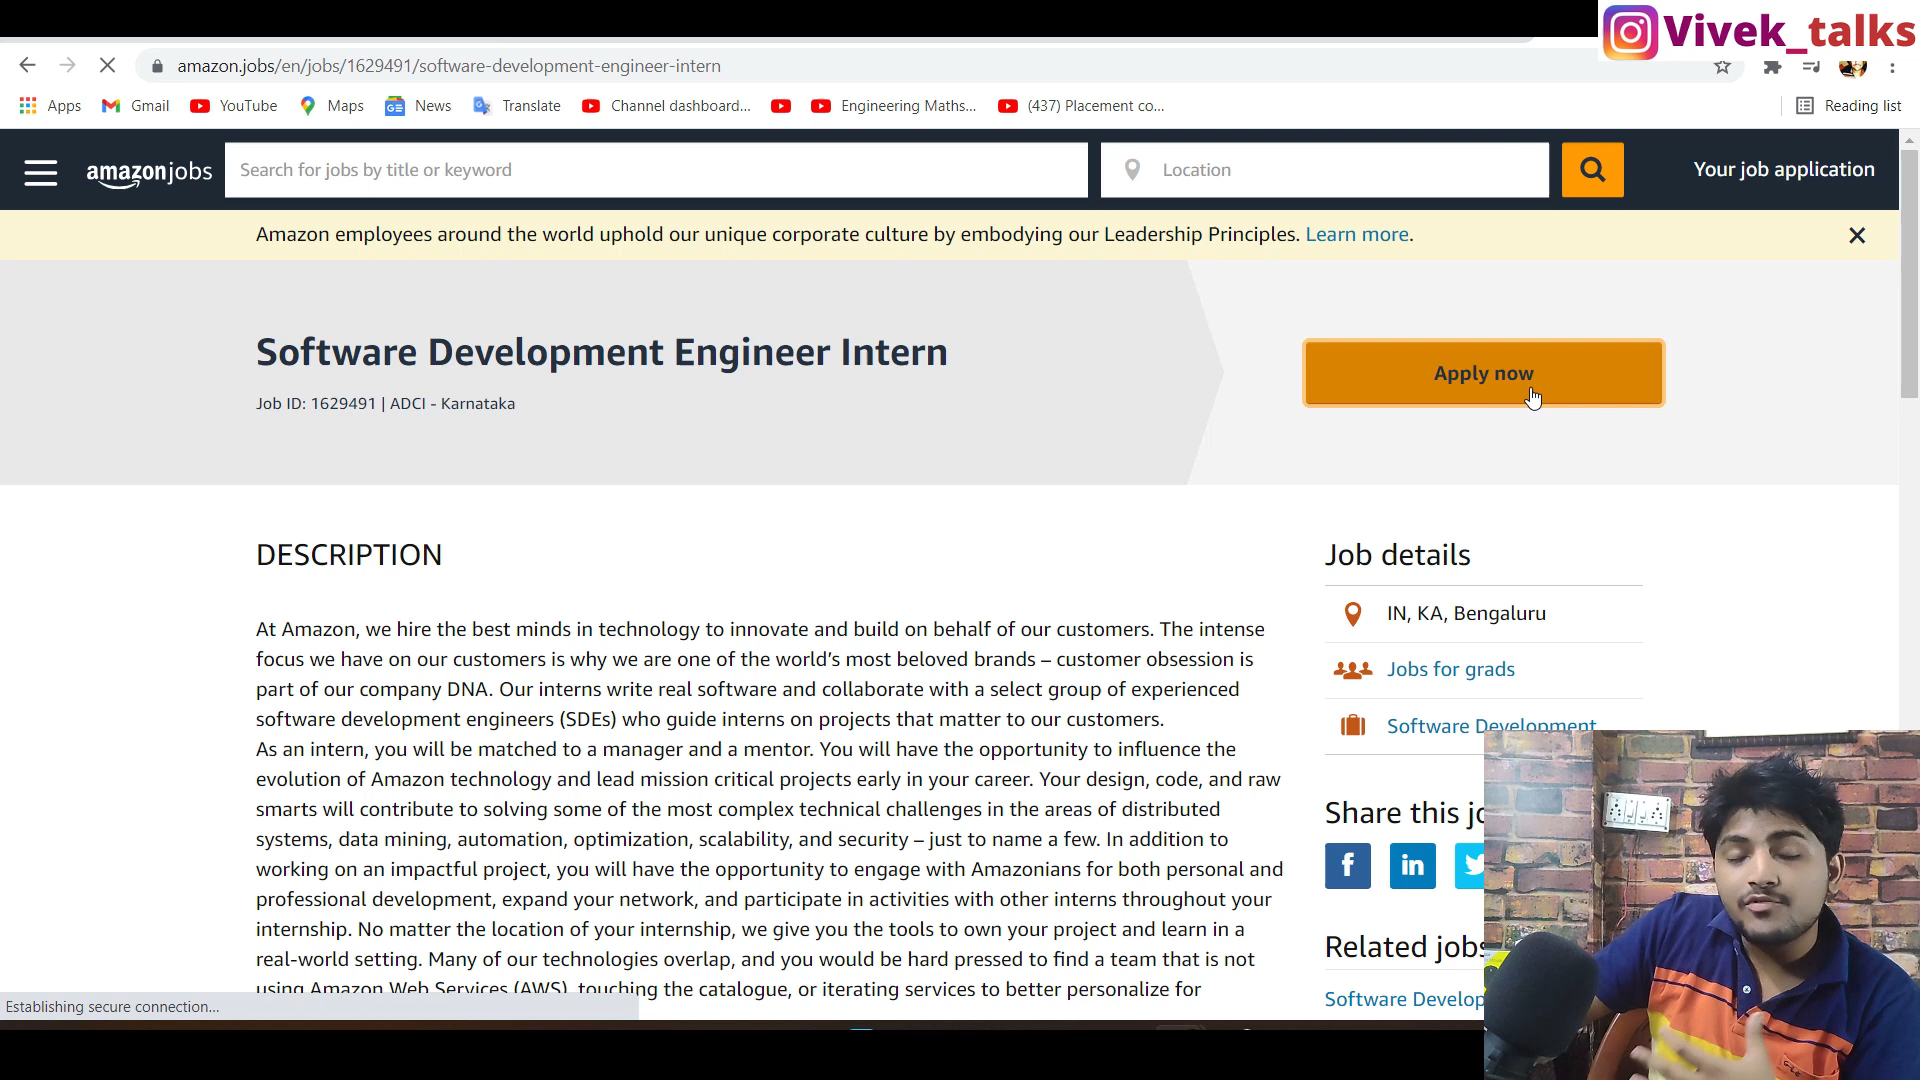 Vivek_talks
amazon.jobs/en/jobs/1629491/software-development-engineer-intern
Apps Gmail YouTube Maps News Translate Channel dashboard... Engineering Maths... (437) Placement co... Reading list
amazonjobs Search for jobs by title or keyword Location Your job application
Amazon employees around the world uphold our unique corporate culture by embodying our Leadership Principles. Learn more.
Software Development Engineer Intern
Apply now
Job ID: 1629491 | ADCI - Karnataka
DESCRIPTION
At Amazon, we hire the best minds in technology to innovate and build on behalf of our customers. The intense
focus we have on our customers is why we are one of the world's most beloved brands – customer obsession is
part of our company DNA. Our interns write real software and collaborate with a select group of experienced
software development engineers (SDEs) who guide interns on projects that matter to our customers.
As an intern, you will be matched to a manager and a mentor. You will have the opportunity to influence the
evolution of Amazon technology and lead mission critical projects early in your career. Your design, code, and raw
smarts will contribute to solving some of the most complex technical challenges in the areas of distributed
systems, data mining, automation, optimization, scalability, and security – just to name a few. In addition to
working on an impactful project, you will have the opportunity to engage with Amazonians for both personal and
professional development, expand your network, and participate in activities with other interns throughout your
internship. No matter the location of your internship, we give you the tools to own your project and learn in a
real-world setting. Many of our technologies overlap, and you would be hard pressed to find a team that is not
using Amazon Web Services (AWS), touching the catalogue, or iterating services to better personalize for
Job details
IN, KA, Bengaluru
Jobs for grads
Software Development
Share this jo
Related jobs
Software Develop
Establishing secure connection...